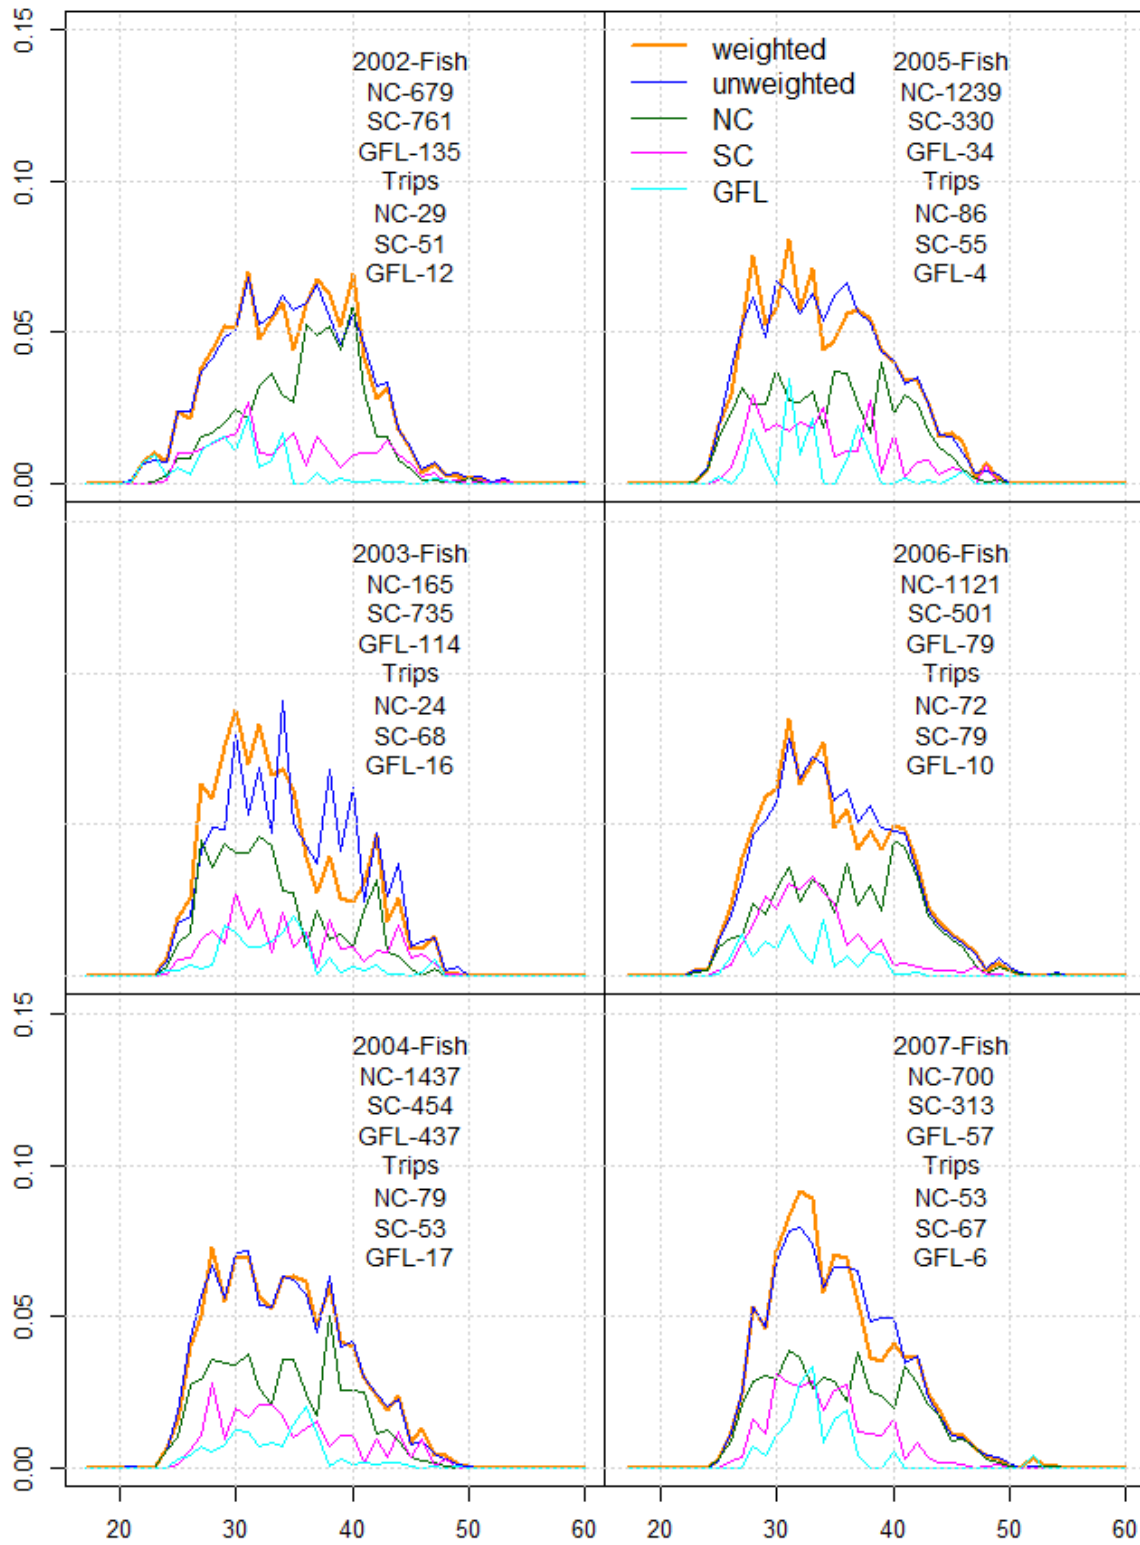 0.15
0.10
0.05
0.00
2002-Fish
NC-679
SC-761
GFL-135
Trips
NC-29
SC-51
GFL-12
weighted
unweighted
NC
SC
GFL
2005-Fish
NC-1239
SC-330
GFL-34
Trips
NC-86
SC-55
GFL-4
2003-Fish
NC-165
SC-735
GFL-114
Trips
NC-24
SC-68
GFL-16
2006-Fish
NC-1121
SC-501
GFL-79
Trips
NC-72
SC-79
GFL-10
0.15
0.10
0.05
0.00
2004-Fish
NC-1437
SC-454
GFL-437
Trips
NC-79
SC-53
GFL-17
2007-Fish
NC-700
SC-313
GFL-57
Trips
NC-53
SC-67
GFL-6
20 30 40 50 60
20 30 40 50 60